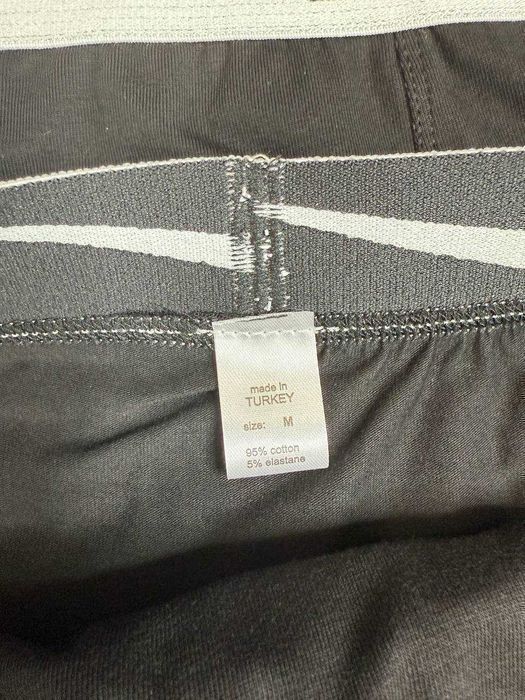 made in
TURKEY
size: M
95% cotton
5% elastane